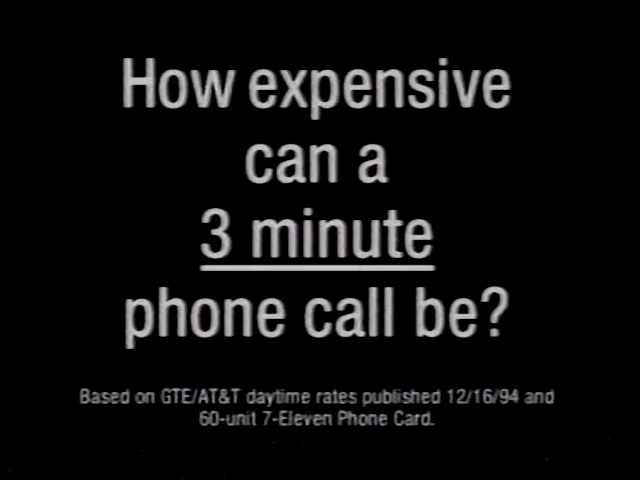 How expensive
can a
3 minute
phone call be?
Based on GTE/AT&T daytime rates published 12/16/94 and
60-unit 7-Eleven Phone Card.